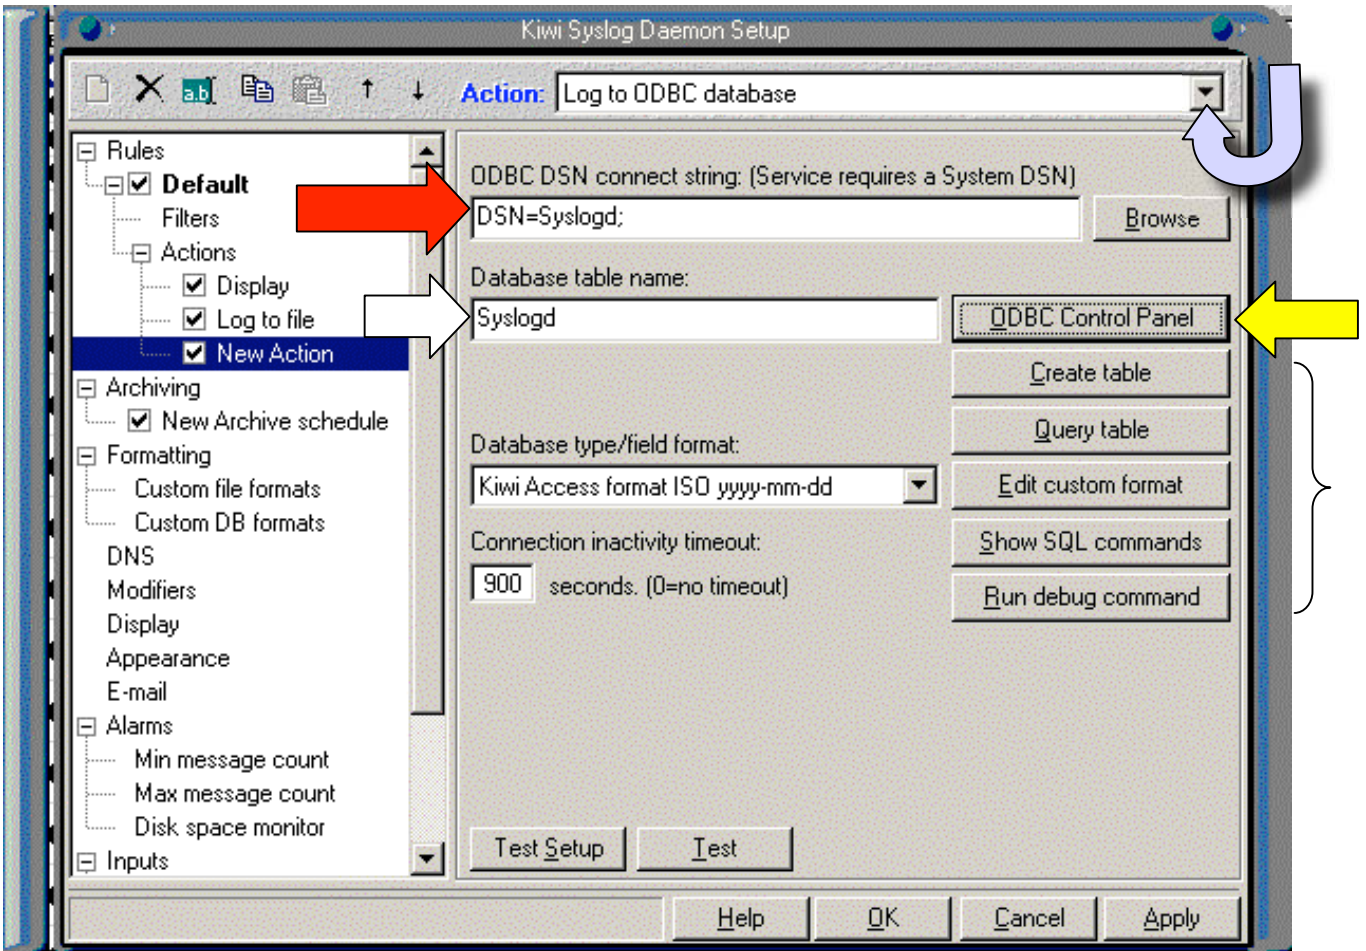 Kiwi Syslog Daemon Setup
a.b
Action: Log to ODBC database
Rules
Default
Filters
Actions
Display
Log to file
New Action
Archiving
New Archive schedule
Formatting
Custom file formats
Custom DB formats
DNS
Modifiers
Display
Appearance
E-mail
Alarms
Min message count
Max message count
Disk space monitor
Inputs
ODBC DSN connect string: (Service requires a System DSN)
DSN=Syslogd;
Browse
Database table name:
Syslogd
ODBC Control Panel
Create table
Query table
Database type/field format:
Kiwi Access format ISO yyyy-mm-dd
Edit custom format
Connection inactivity timeout:
Show SQL commands
900 seconds. (0=no timeout)
Run debug command
Test Setup
Test
Help
OK
Cancel
Apply